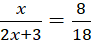 x/(2x+3) = 8/18